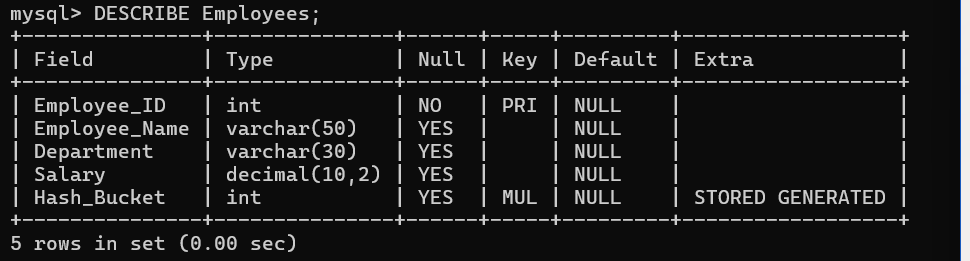 mysql> DESCRIBE Employees;
+---------------+---------------+------+-----+---------+------------------+
| Field         | Type          | Null | Key | Default | Extra            |
+---------------+---------------+------+-----+---------+------------------+
| Employee_ID   | int           | NO   | PRI | NULL    |                  |
| Employee_Name | varchar(50)   | YES  |     | NULL    |                  |
| Department    | varchar(30)   | YES  |     | NULL    |                  |
| Salary        | decimal(10,2) | YES  |     | NULL    |                  |
| Hash_Bucket   | int           | YES  | MUL | NULL    | STORED GENERATED |
+---------------+---------------+------+-----+---------+------------------+
5 rows in set (0.00 sec)